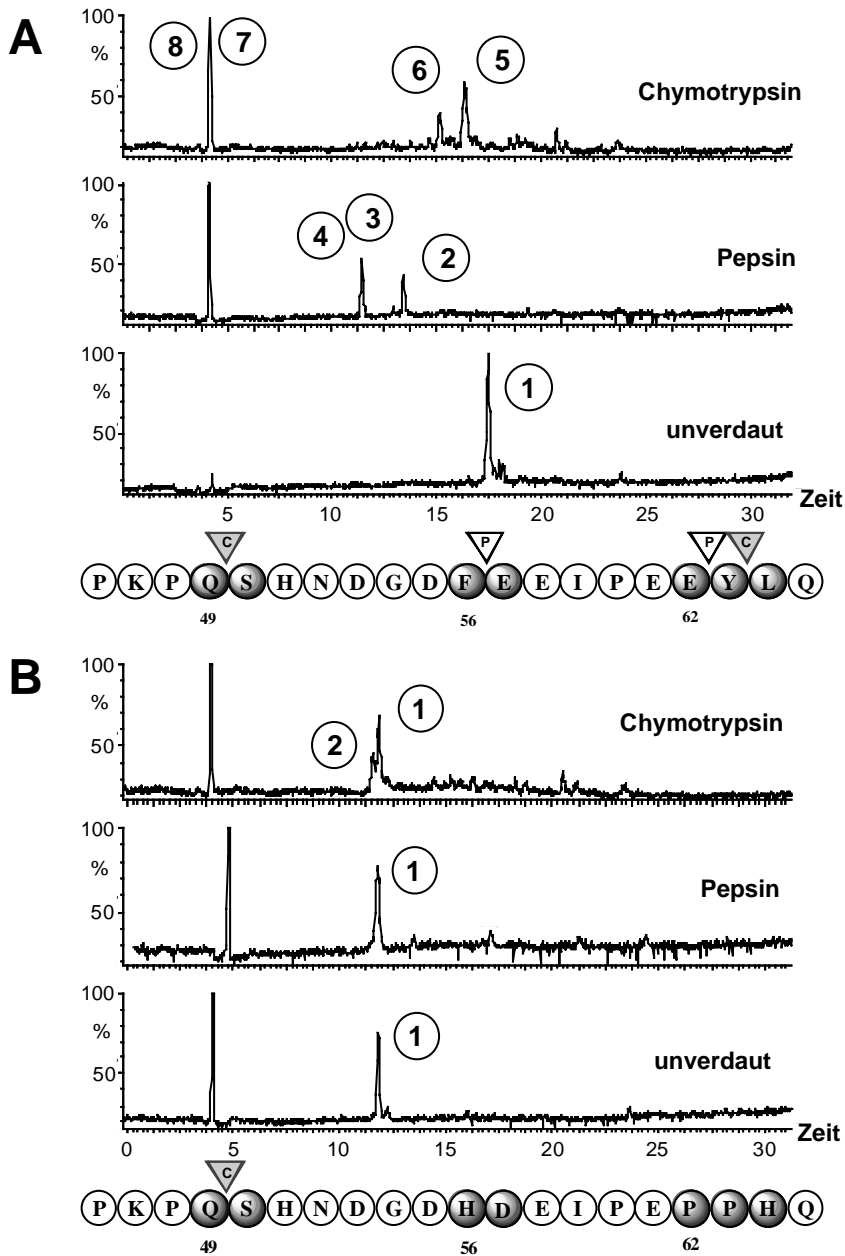 A
100
%
50
8
7
6
5
Chymotrypsin
100
%
50
4
3
2
Pepsin
100
%
50
1
unverdaut
5 10 15 20 25 30 Zeit
C P P C
P K P Q S H N D G D F E E I P E E Y L Q
49 56 62
B
100
%
50
2
1
Chymotrypsin
100
%
50
1
Pepsin
100
%
50
1
unverdaut
0 5 10 15 20 25 30 Zeit
C
P K P Q S H N D G D H D E I P E P P H Q
49 56 62